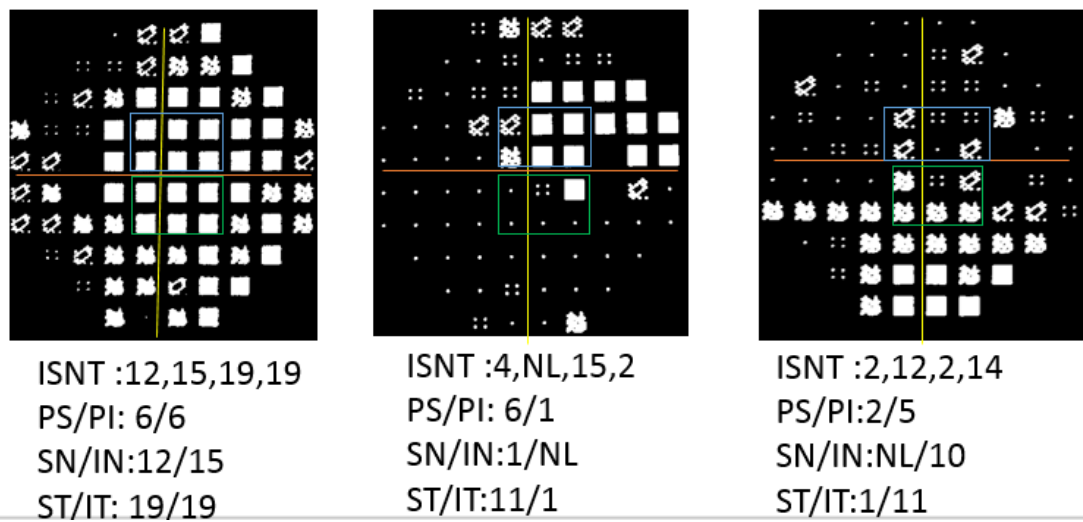 ISNT :12,15,19,19
PS/PI: 6/6
SN/IN:12/15
ST/IT: 19/19
ISNT :4,NL,15,2
PS/PI: 6/1
SN/IN:1/NL
ST/IT:11/1
ISNT :2,12,2,14
PS/PI:2/5
SN/IN:NL/10
ST/IT:1/11